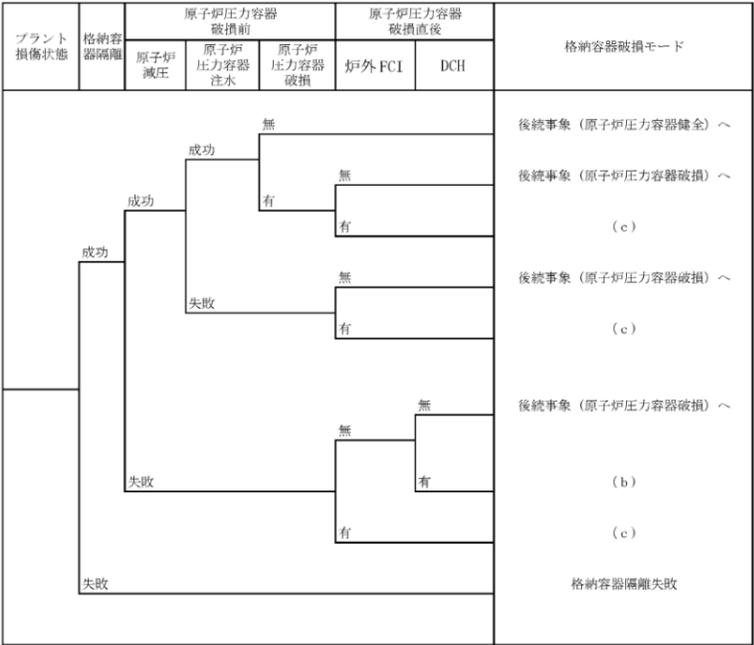 プラント
損傷状態
格納容
器隔離
原子炉圧力容器
破損前
原子炉
減圧
原子炉
圧力容器
注水
原子炉
圧力容器
破損
原子炉圧力容器
破損直後
炉外FCI
DCH
格納容器破損モード
無
後続事象(原子炉圧力容器健全)へ
成功
無
後続事象(原子炉圧力容器破損)へ
成功
有
有
(c)
成功
無
後続事象(原子炉圧力容器破損)へ
失敗
有
(c)
無
後続事象(原子炉圧力容器破損)へ
無
失敗
有
(b)
有
(c)
失敗
格納容器隔離失敗